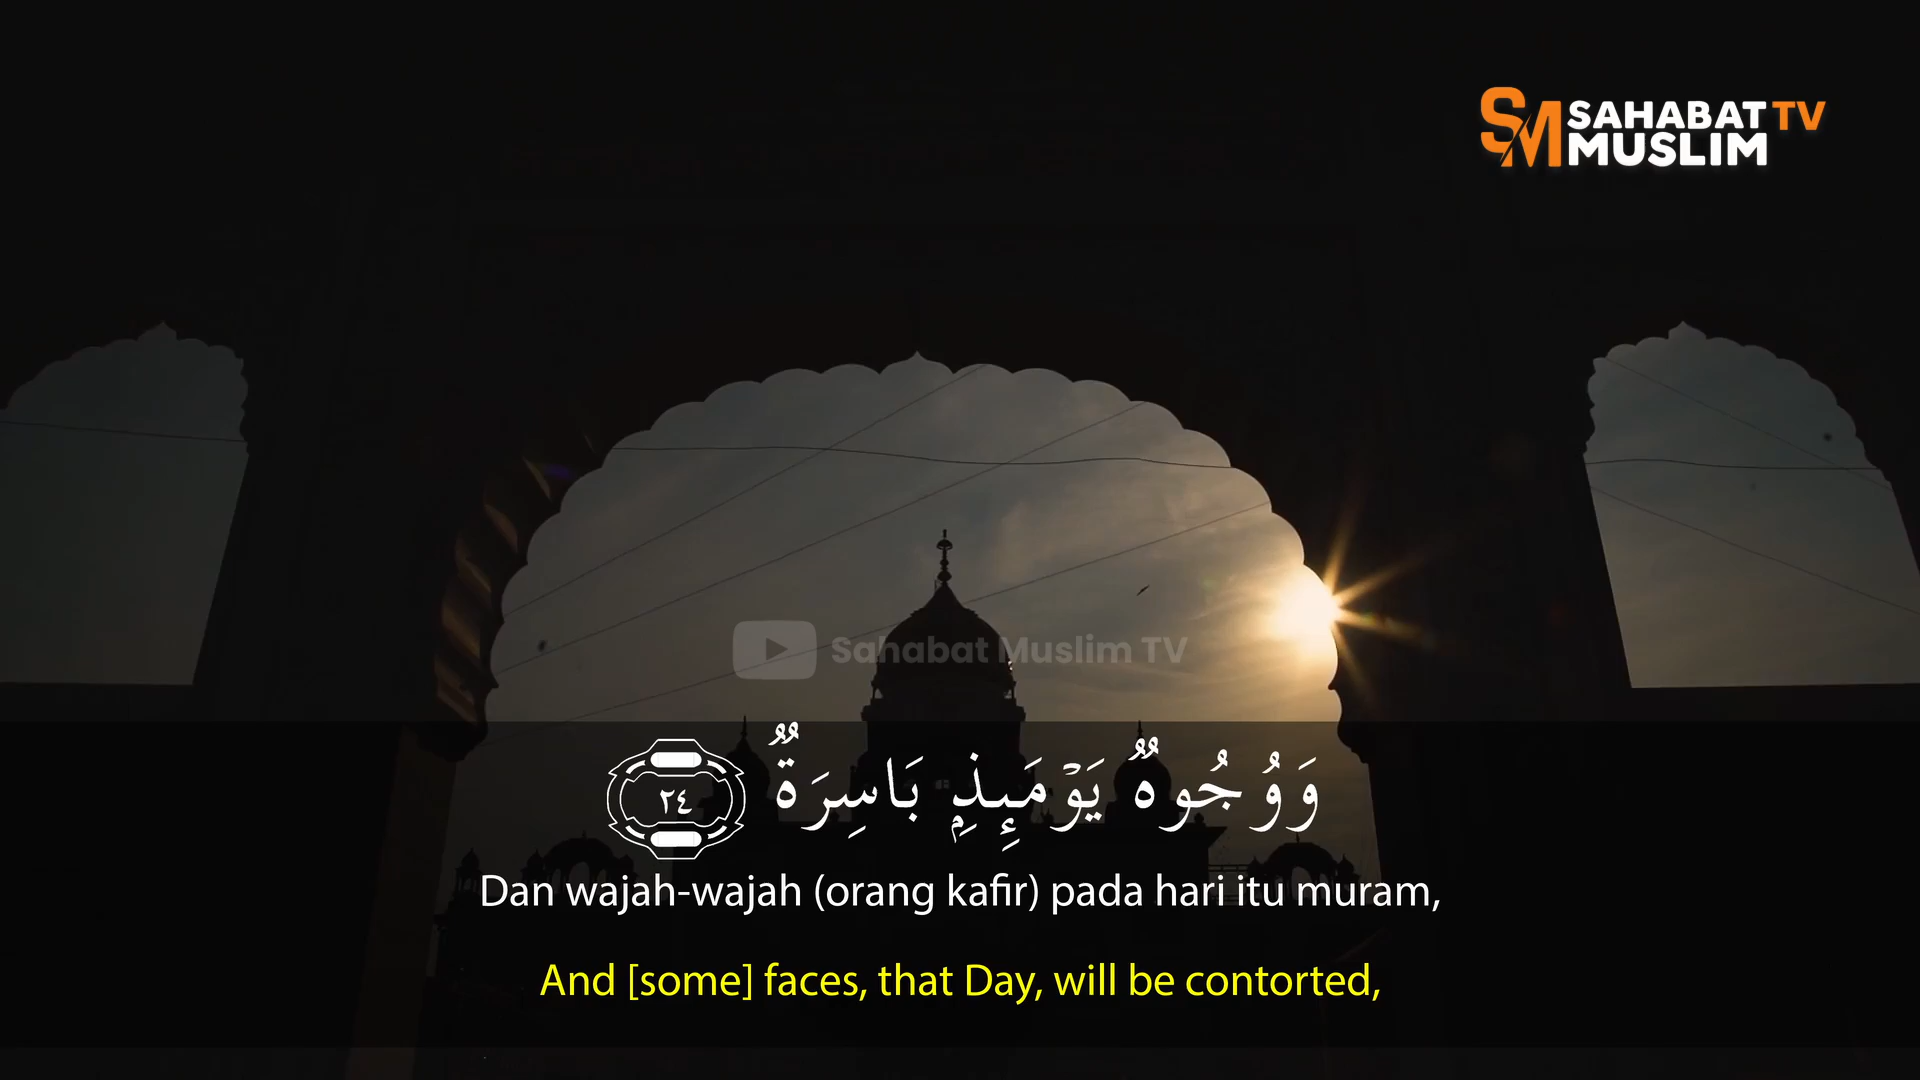 SAHABAT TV
MUSLIM
Sahabat Muslim TV
وَوُجُوهٌ يَوْمَئِذٍ بَاسِرَةٌ ٢٤
Dan wajah-wajah (orang kafir) pada hari itu muram,
And [some] faces, that Day, will be contorted,